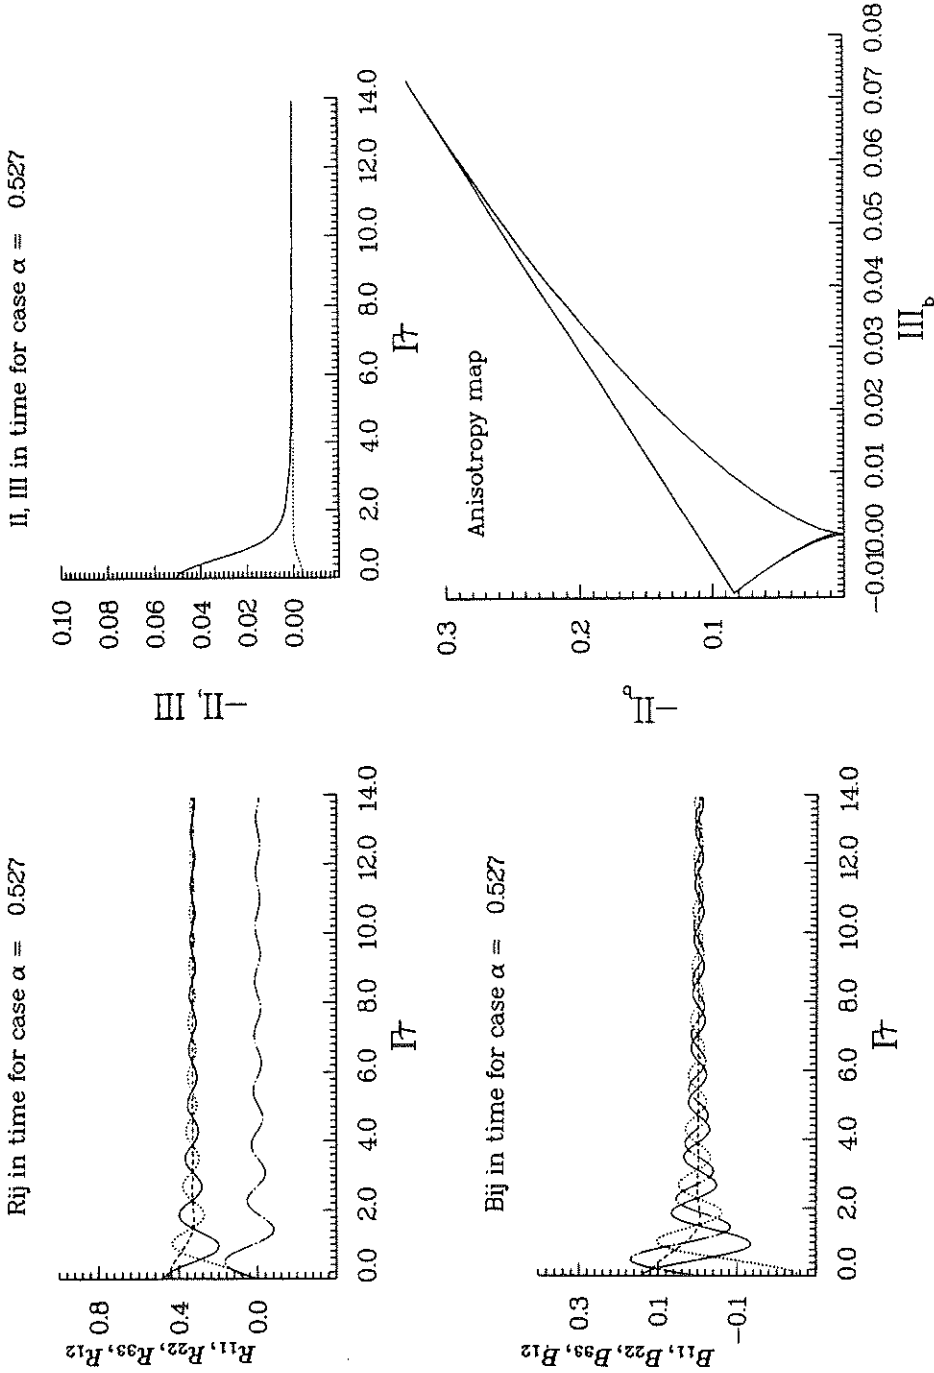 Rij in time for case α = 0.527
R₁₁, R₂₂, R₃₃, R₁₂
0.8
0.4
0.0
0.0 2.0 4.0 6.0 8.0 10.0 12.0 14.0
Γτ
II, III in time for case α = 0.527
−II, III
0.10
0.08
0.06
0.04
0.02
0.00
0.0 2.0 4.0 6.0 8.0 10.0 12.0 14.0
Γτ
Bij in time for case α = 0.527
B₁₁, B₂₂, B₃₃, B₁₂
0.3
0.1
−0.1
0.0 2.0 4.0 6.0 8.0 10.0 12.0 14.0
Γτ
Anisotropy map
−II_b
0.3
0.2
0.1
−0.010.00 0.01 0.02 0.03 0.04 0.05 0.06 0.07 0.08
III_b